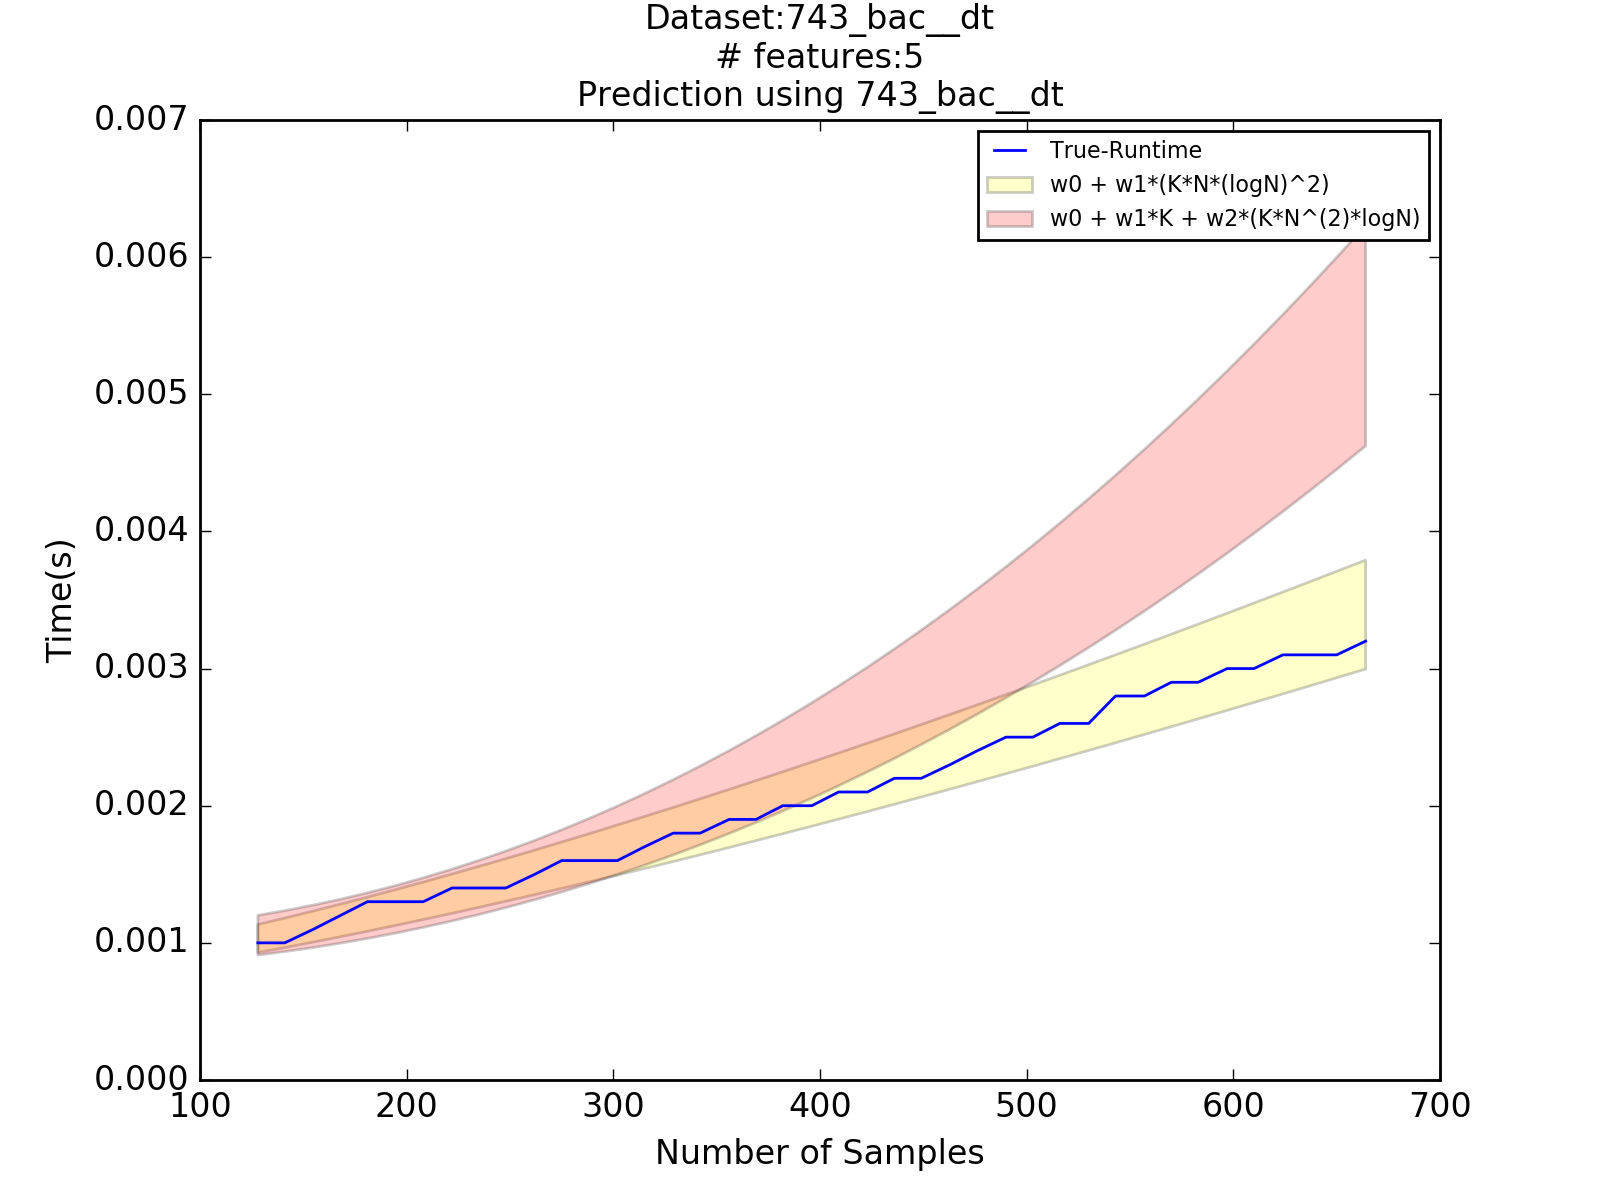 Dataset:743_bac__dt
# features:5
Prediction using 743_bac__dt
0.007
0.006
0.005
0.004
0.003
0.002
0.001
0.000
Time(s)
True-Runtime
w0 + w1*(K*N*(logN)^2)
w0 + w1*K + w2*(K*N^(2)*logN)
100 200 300 400 500 600 700
Number of Samples